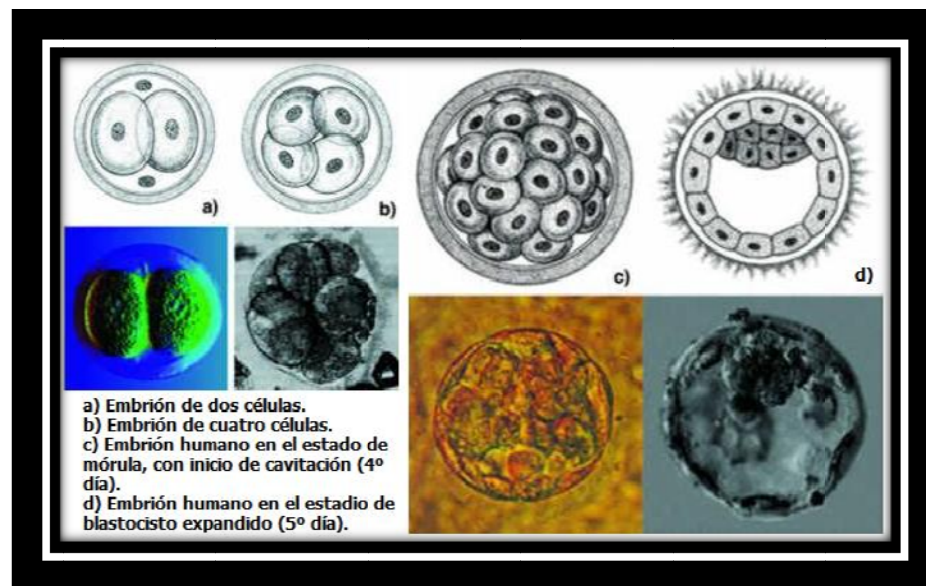 a)
b)
c)
d)
a) Embrión de dos células.
b) Embrión de cuatro células.
c) Embrión humano en el estado de
mórula, con inicio de cavitación (4º
día).
d) Embrión humano en el estadio de
blastocisto expandido (5º día).